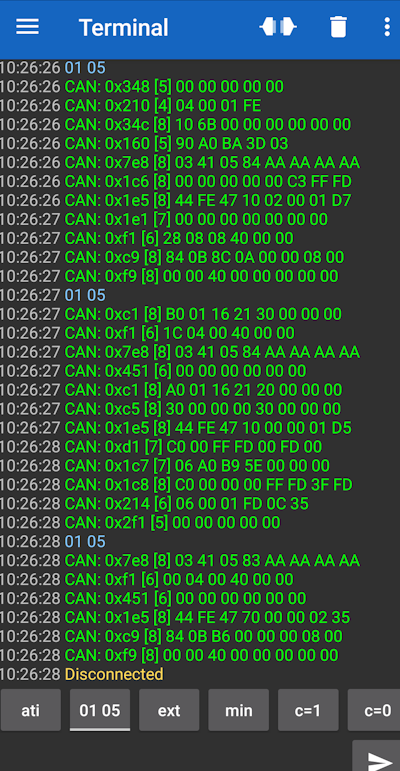 Terminal
10:26:26 01 05
10:26:26 CAN: 0x348 [5] 00 00 00 00 00
10:26:26 CAN: 0x210 [4] 04 00 01 FE
10:26:26 CAN: 0x34c [8] 10 6B 00 00 00 00 00 00
10:26:26 CAN: 0x160 [5] 90 A0 BA 3D 03
10:26:26 CAN: 0x7e8 [8] 03 41 05 84 AA AA AA AA
10:26:26 CAN: 0x1c6 [8] 00 00 00 00 00 C3 FF FD
10:26:26 CAN: 0x1e5 [8] 44 FE 47 10 02 00 01 D7
10:26:27 CAN: 0x1e1 [7] 00 00 00 00 00 00 00
10:26:27 CAN: 0xf1 [6] 28 08 08 40 00 00
10:26:27 CAN: 0xc9 [8] 84 0B 8C 0A 00 00 08 00
10:26:27 CAN: 0xf9 [8] 00 00 40 00 00 00 00 00
10:26:27 01 05
10:26:27 CAN: 0xc1 [8] B0 01 16 21 30 00 00 00
10:26:27 CAN: 0xf1 [6] 1C 04 00 40 00 00
10:26:27 CAN: 0x7e8 [8] 03 41 05 84 AA AA AA AA
10:26:27 CAN: 0x451 [6] 00 00 00 00 00 00
10:26:27 CAN: 0xc1 [8] A0 01 16 21 20 00 00 00
10:26:27 CAN: 0xc5 [8] 30 00 00 00 30 00 00 00
10:26:27 CAN: 0x1e5 [8] 44 FE 47 10 00 00 01 D5
10:26:28 CAN: 0xd1 [7] C0 00 FF FD 00 FD 00
10:26:28 CAN: 0x1c7 [7] 06 A0 B9 5E 00 00 00
10:26:28 CAN: 0x1c8 [8] C0 00 00 00 FF FD 3F FD
10:26:28 CAN: 0x214 [6] 06 00 01 FD 0C 35
10:26:28 CAN: 0x2f1 [5] 00 00 00 00 00
10:26:28 01 05
10:26:28 CAN: 0x7e8 [8] 03 41 05 83 AA AA AA AA
10:26:28 CAN: 0xf1 [6] 00 04 00 40 00 00
10:26:28 CAN: 0x451 [6] 00 00 00 00 00 00
10:26:28 CAN: 0x1e5 [8] 44 FE 47 70 00 00 02 35
10:26:28 CAN: 0xc9 [8] 84 0B B6 00 00 00 08 00
10:26:28 CAN: 0xf9 [8] 00 00 40 00 00 00 00 00
10:26:28 Disconnected
ati 01 05 ext min c=1 c=0